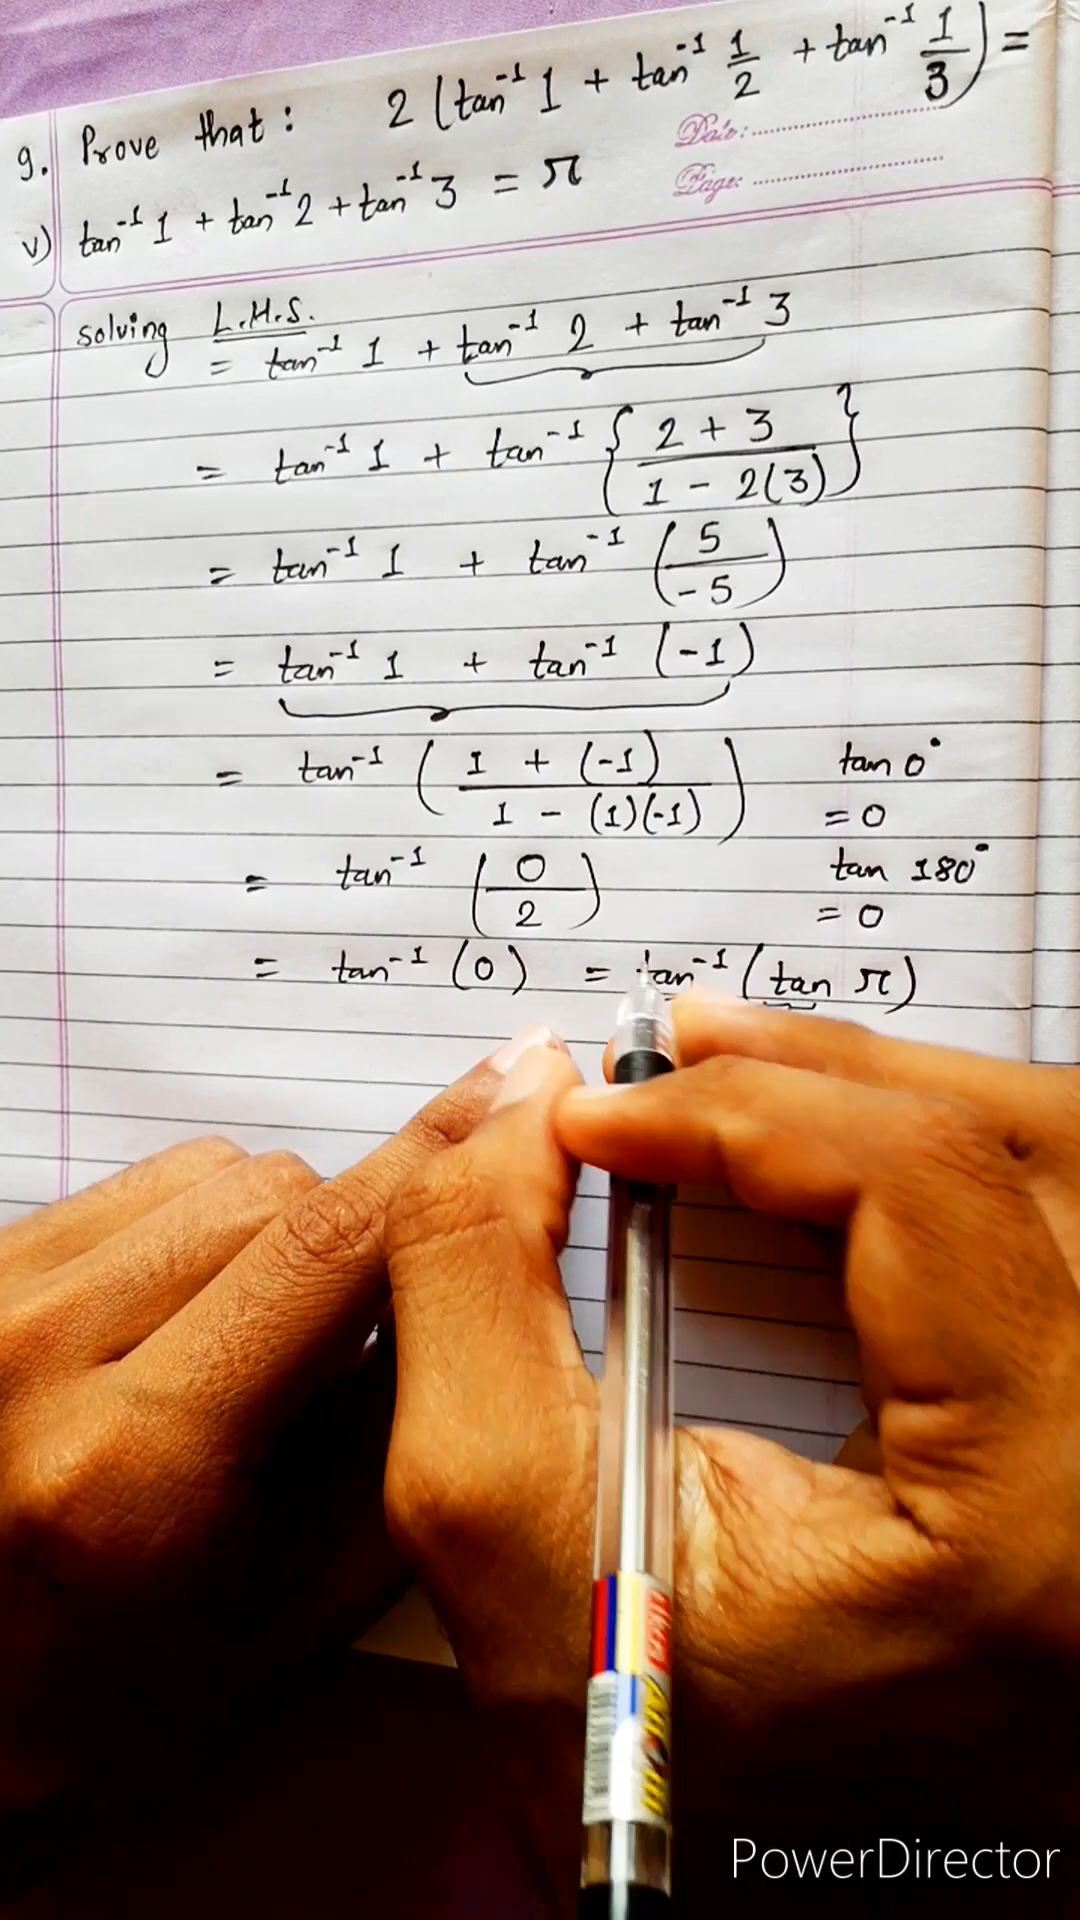 9. Prove that : 2 (tan⁻¹ 1 + tan⁻¹ 1/2 + tan⁻¹ 1/3) =
Date:
v) tan⁻¹ 1 + tan⁻¹ 2 + tan⁻¹ 3 = π
Page:
solving L.H.S.
= tan⁻¹ 1 + tan⁻¹ 2 + tan⁻¹ 3
= tan⁻¹ 1 + tan⁻¹ { (2 + 3) / (1 - 2(3)) }
= tan⁻¹ 1 + tan⁻¹ (5 / -5)
= tan⁻¹ 1 + tan⁻¹ (-1)
= tan⁻¹ ( (1 + (-1)) / (1 - (1)(-1)) )
tan 0°
= 0
= tan⁻¹ (0 / 2)
tan 180°
= 0
= tan⁻¹ (0) = tan⁻¹ (tan π)
PowerDirector